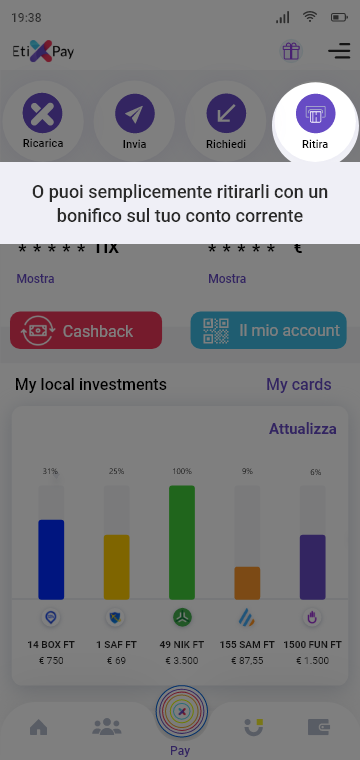 19:38
Eti Pay
Ricarica
Invia
Richiedi
Ritira
O puoi semplicemente ritirarli con un
bonifico sul tuo conto corrente
* * * * * TIX
* * * * * €
Mostra
Mostra
Cashback
Il mio account
My local investments
My cards
Attualizza
31%
25%
100%
9%
6%
14 BOX FT
1 SAF FT
49 NIK FT
155 SAM FT
1500 FUN FT
€ 750
€ 69
€ 3.500
€ 87,55
€ 1.500
Pay